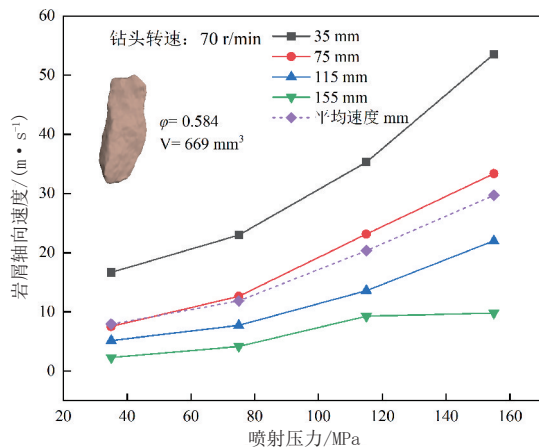 60
50
40
30
20
10
0
岩屑轴向速度/(m·s⁻¹)
钻头转速：70 r/min
φ= 0.584
V= 669 mm³
35 mm
75 mm
115 mm
155 mm
平均速度 mm
20 40 60 80 100 120 140 160
喷射压力/MPa